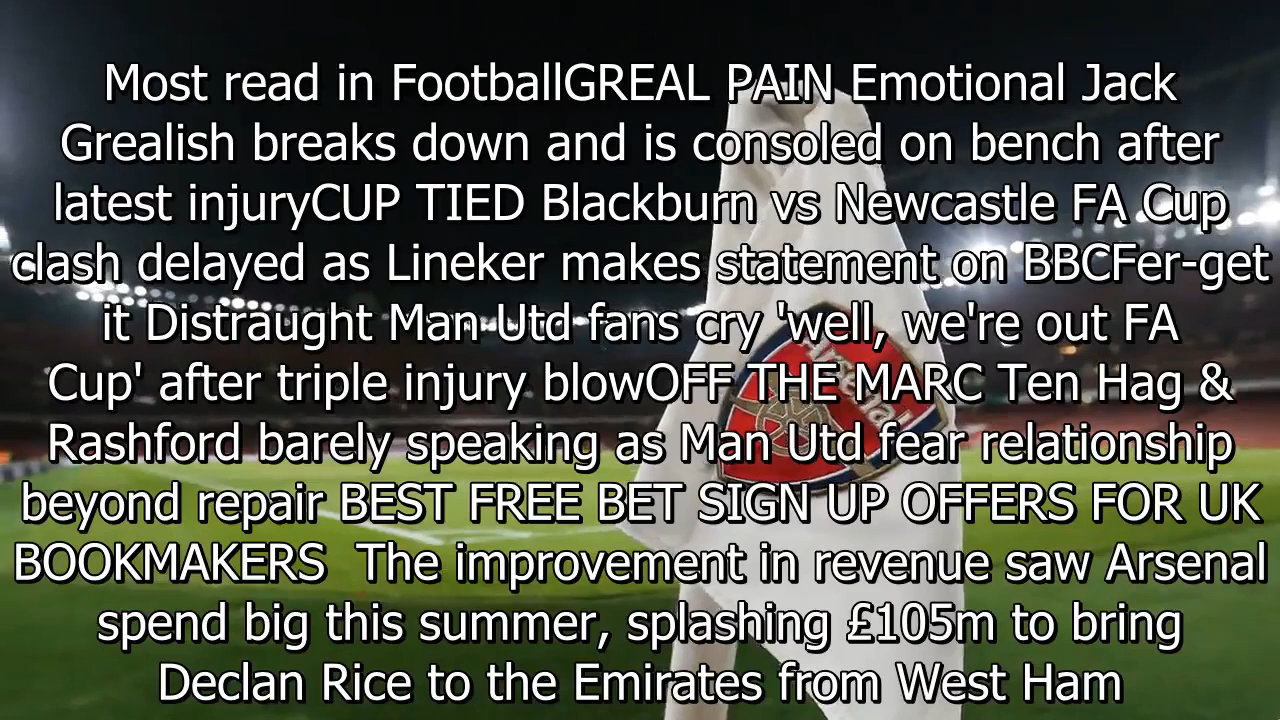 Most read in FootballGREAL PAIN Emotional Jack
Grealish breaks down and is consoled on bench after
latest injuryCUP TIED Blackburn vs Newcastle FA Cup
clash delayed as Lineker makes statement on BBCFer-get
it Distraught Man Utd fans cry 'well, we're out FA
Cup' after triple injury blowOFF THE MARC Ten Hag &
Rashford barely speaking as Man Utd fear relationship
beyond repair BEST FREE BET SIGN UP OFFERS FOR UK
BOOKMAKERS  The improvement in revenue saw Arsenal
spend big this summer, splashing £105m to bring
Declan Rice to the Emirates from West Ham
Arsenal